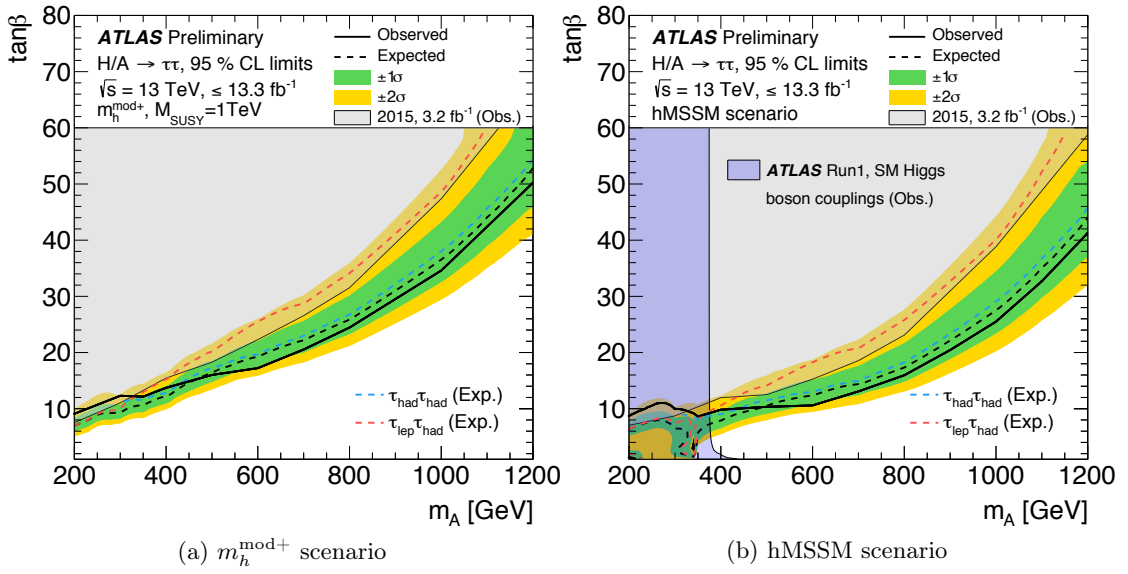 tanβ
80
70
60
50
40
30
20
10
ATLAS Preliminary
H/A → ττ, 95 % CL limits
√s = 13 TeV, ≤ 13.3 fb⁻¹
m_h^mod+, M_SUSY=1TeV
Observed
Expected
±1σ
±2σ
2015, 3.2 fb⁻¹ (Obs.)
τ_had τ_had (Exp.)
τ_lep τ_had (Exp.)
200 400 600 800 1000 1200
m_A [GeV]
(a) m_h^mod+ scenario
tanβ
80
70
60
50
40
30
20
10
ATLAS Preliminary
H/A → ττ, 95 % CL limits
√s = 13 TeV, ≤ 13.3 fb⁻¹
hMSSM scenario
Observed
Expected
±1σ
±2σ
2015, 3.2 fb⁻¹ (Obs.)
ATLAS Run1, SM Higgs
boson couplings (Obs.)
τ_had τ_had (Exp.)
τ_lep τ_had (Exp.)
200 400 600 800 1000 1200
m_A [GeV]
(b) hMSSM scenario